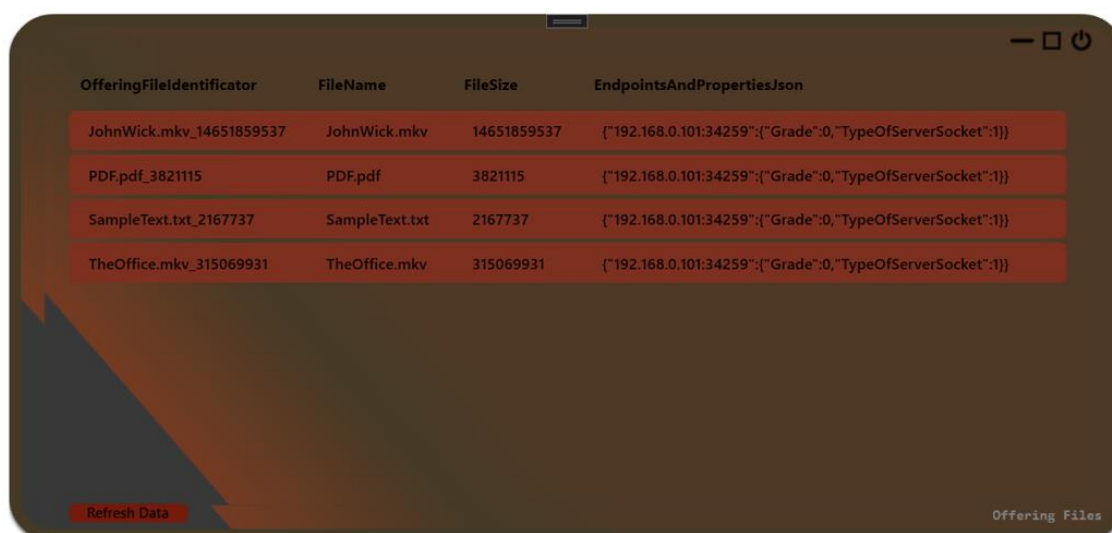 OfferingFileIdentificator FileName FileSize EndpointsAndPropertiesJson
JohnWick.mkv_14651859537 JohnWick.mkv 14651859537 {"192.168.0.101:34259":{"Grade":0,"TypeOfServerSocket":1}}
PDF.pdf_3821115 PDF.pdf 3821115 {"192.168.0.101:34259":{"Grade":0,"TypeOfServerSocket":1}}
SampleText.txt_2167737 SampleText.txt 2167737 {"192.168.0.101:34259":{"Grade":0,"TypeOfServerSocket":1}}
TheOffice.mkv_315069931 TheOffice.mkv 315069931 {"192.168.0.101:34259":{"Grade":0,"TypeOfServerSocket":1}}
Refresh Data Offering Files